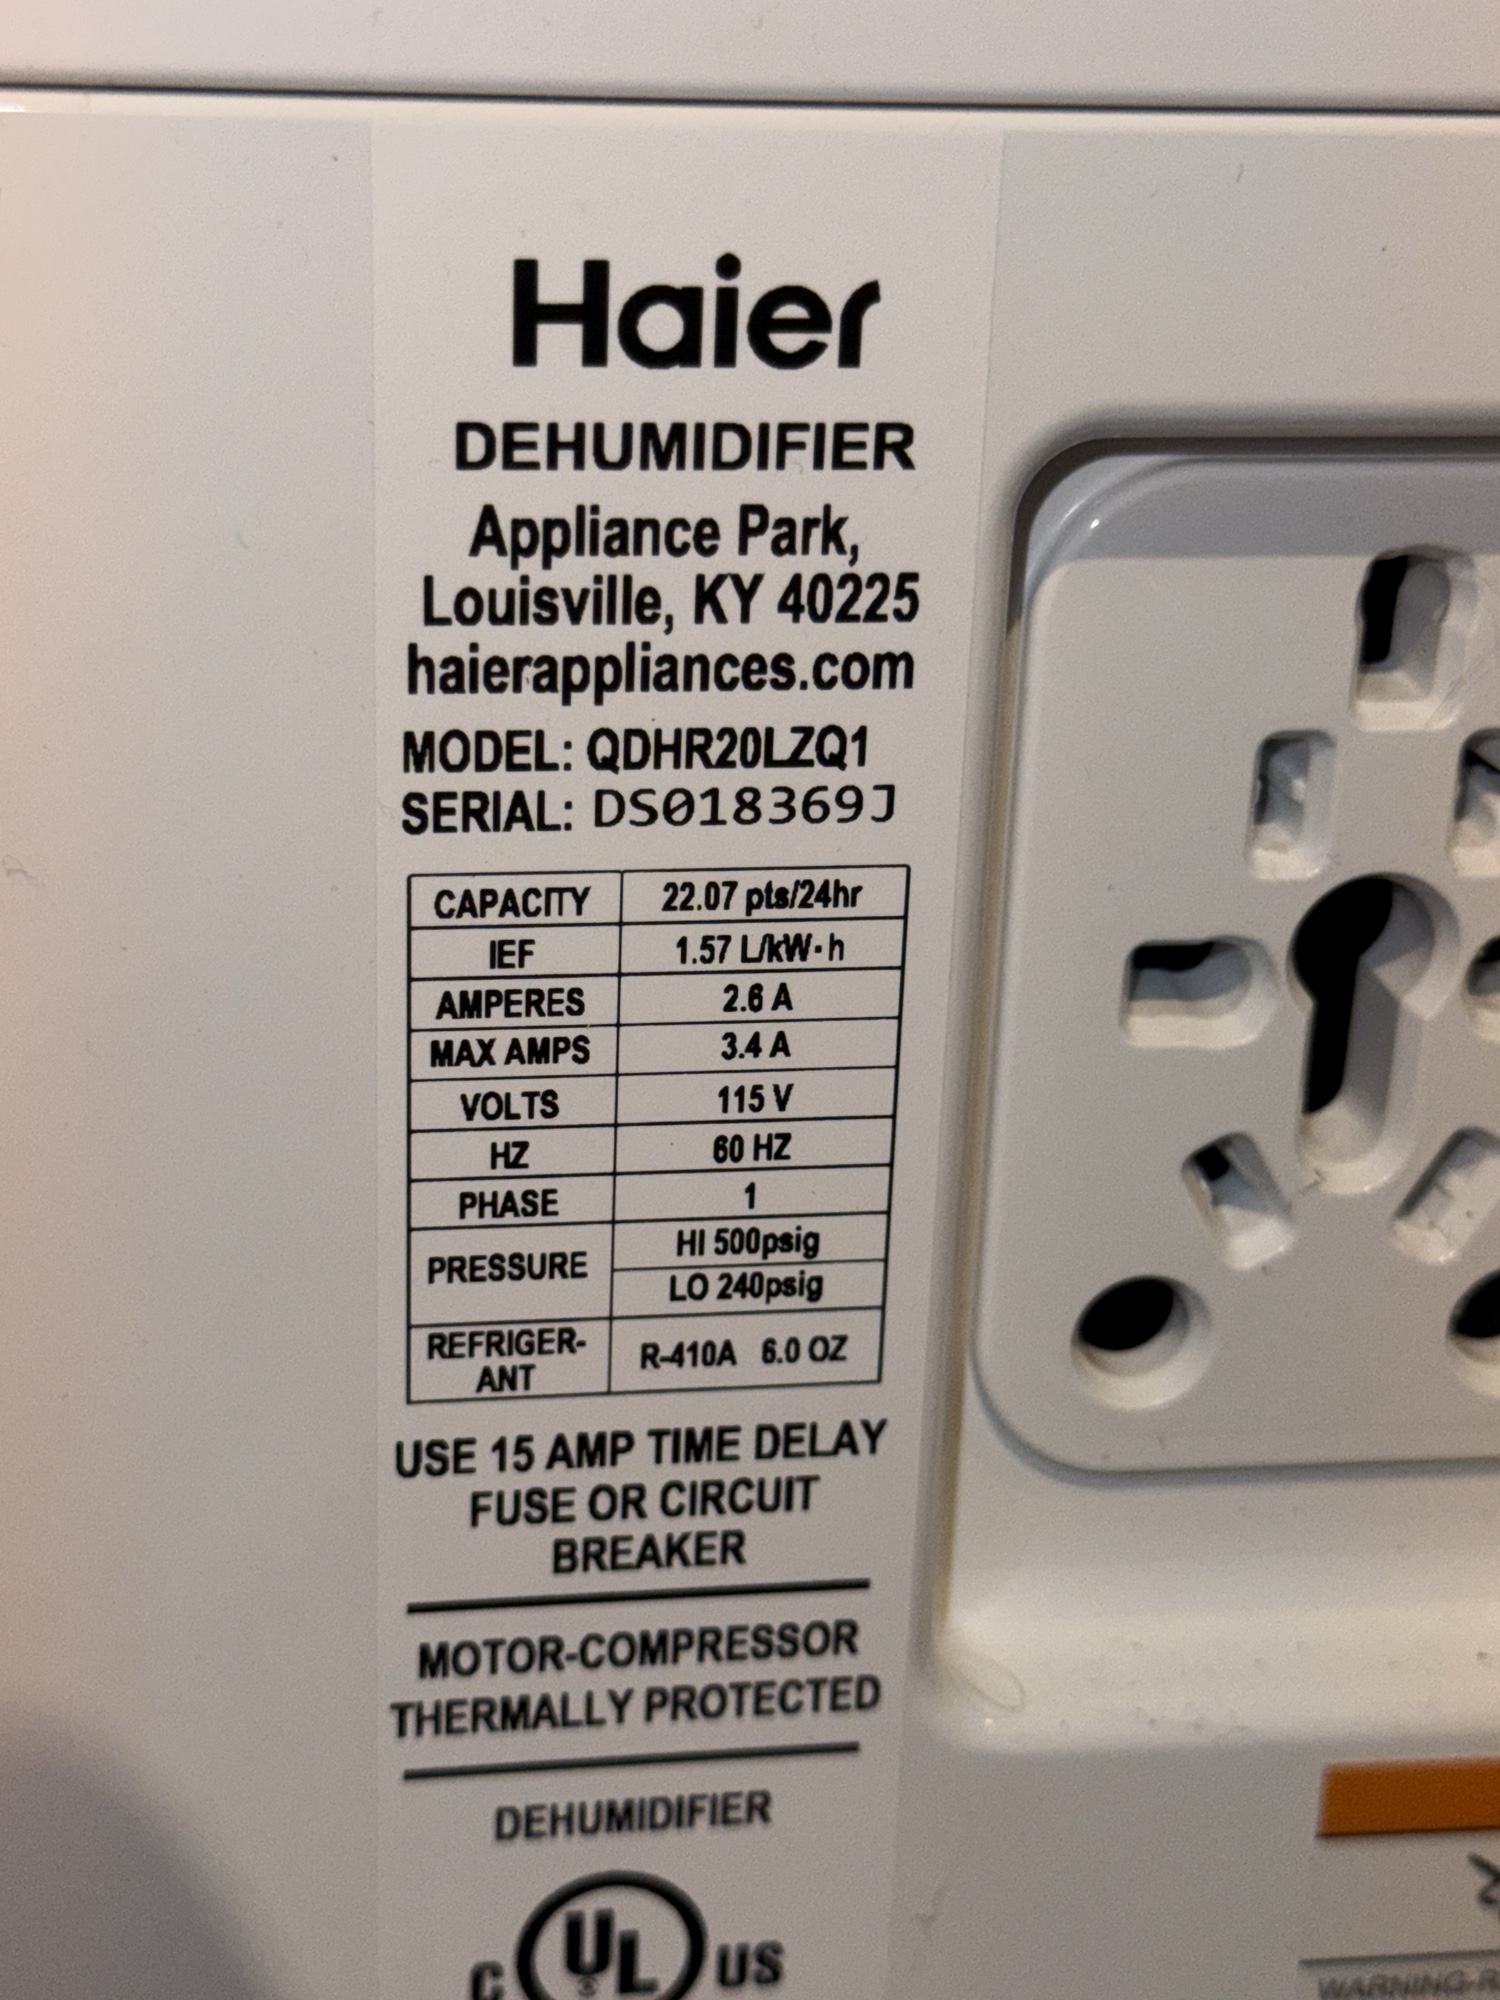 Haier
DEHUMIDIFIER
Appliance Park,
Louisville, KY 40225
haierappliances.com
MODEL: QDHR20LZQ1
SERIAL: DS018369J
CAPACITY 22.07 pts/24hr
IEF 1.57 L/kW·h
AMPERES 2.6 A
MAX AMPS 3.4 A
VOLTS 115 V
HZ 60 HZ
PHASE 1
PRESSURE HI 500psig
LO 240psig
REFRIGER-
ANT R-410A 6.0 OZ
USE 15 AMP TIME DELAY
FUSE OR CIRCUIT
BREAKER
MOTOR-COMPRESSOR
THERMALLY PROTECTED
DEHUMIDIFIER
C UL US
WARNING